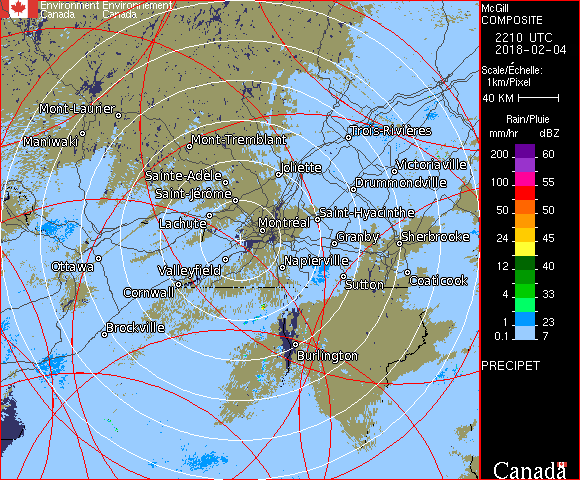 Environment Environnement
Canada Canada
McGill
COMPOSITE
2210 UTC
2018-02-04
Scale/Échelle:
1km/Pixel
40 KM
Rain/Pluie
mm/hr dBZ
200 60
100 55
50 50
24 45
12 40
4 33
1 23
0.1 7
PRECIPET
Canada
Mont-Laurier
Maniwaki
Mont-Tremblant
Trois-Rivières
Sainte-Adèle
Joliette
Victoriaville
Saint-Jérôme
Drummondville
Lachute
Montréal
Saint-Hyacinthe
Granby
Sherbrooke
Ottawa
Valleyfield
Napierville
Cornwall
Sutton
Coaticook
Brockville
Burlington